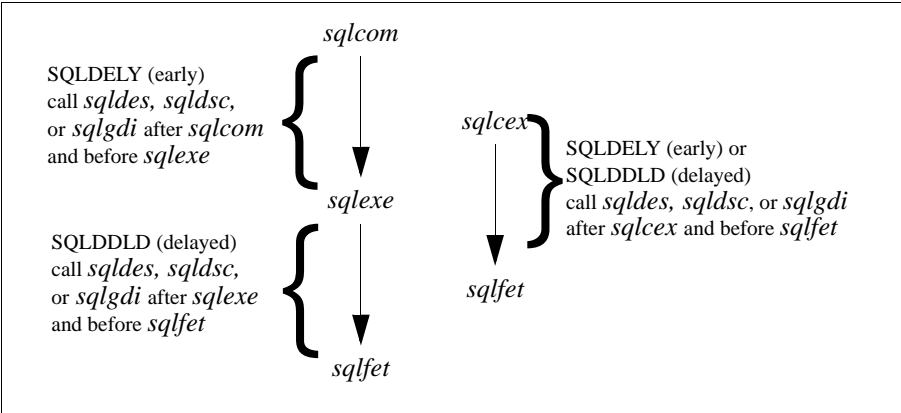 sqlcom
SQLDELY (early)
call sqldes, sqldsc,
or sqlgdi after sqlcom
and before sqlexe
sqlexe
SQLDDLD (delayed)
call sqldes, sqldsc,
or sqlgdi after sqlexe
and before sqlfet
sqlfet
sqlcex
SQLDELY (early) or
SQLDDLD (delayed)
call sqldes, sqldsc, or sqlgdi
after sqlcex and before sqlfet
sqlfet